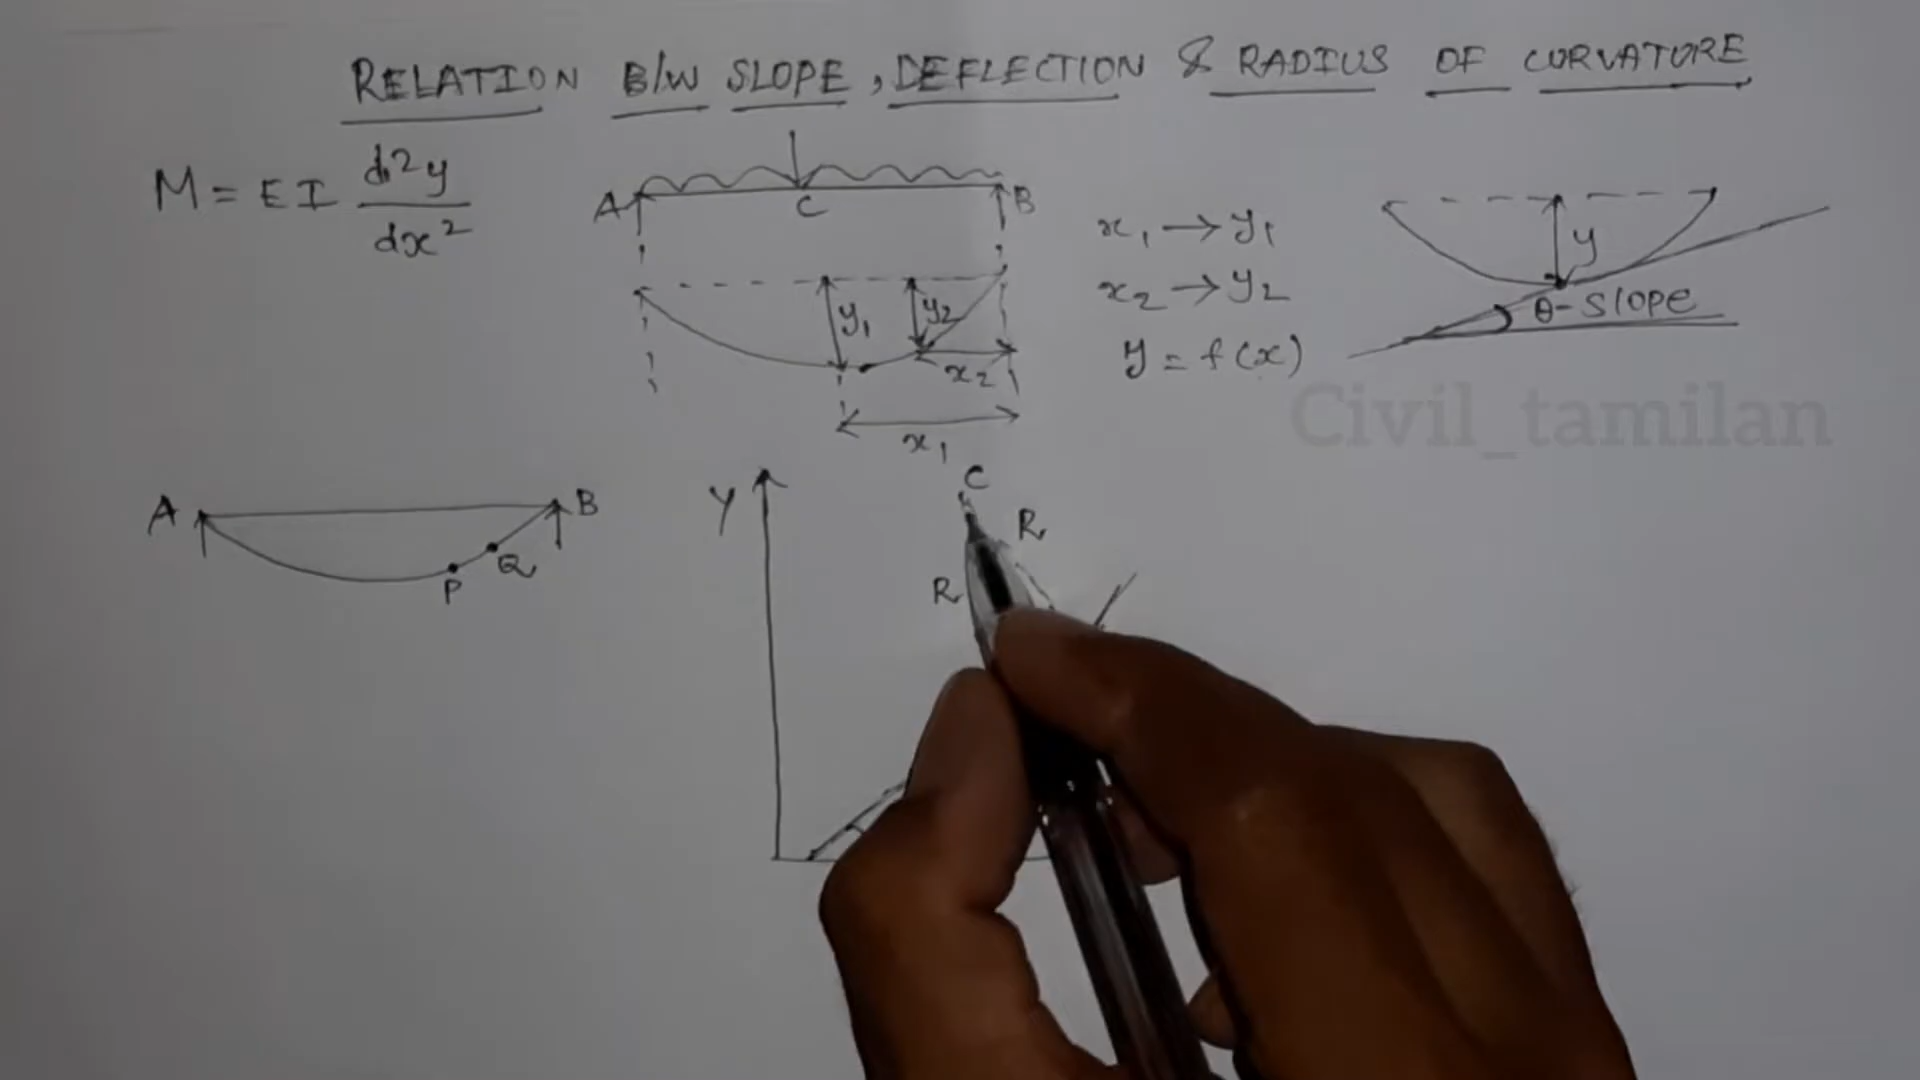 RELATION B/W SLOPE, DEFLECTION & RADIUS OF CURVATURE
M = EI d²y/dx²
A C B
y₁ y₂
x₂
x₁
x₁ → y₁
x₂ → y₂
y = f(x)
y
θ-slope
Civil_tamilan
A B
P Q
Y C
R
R